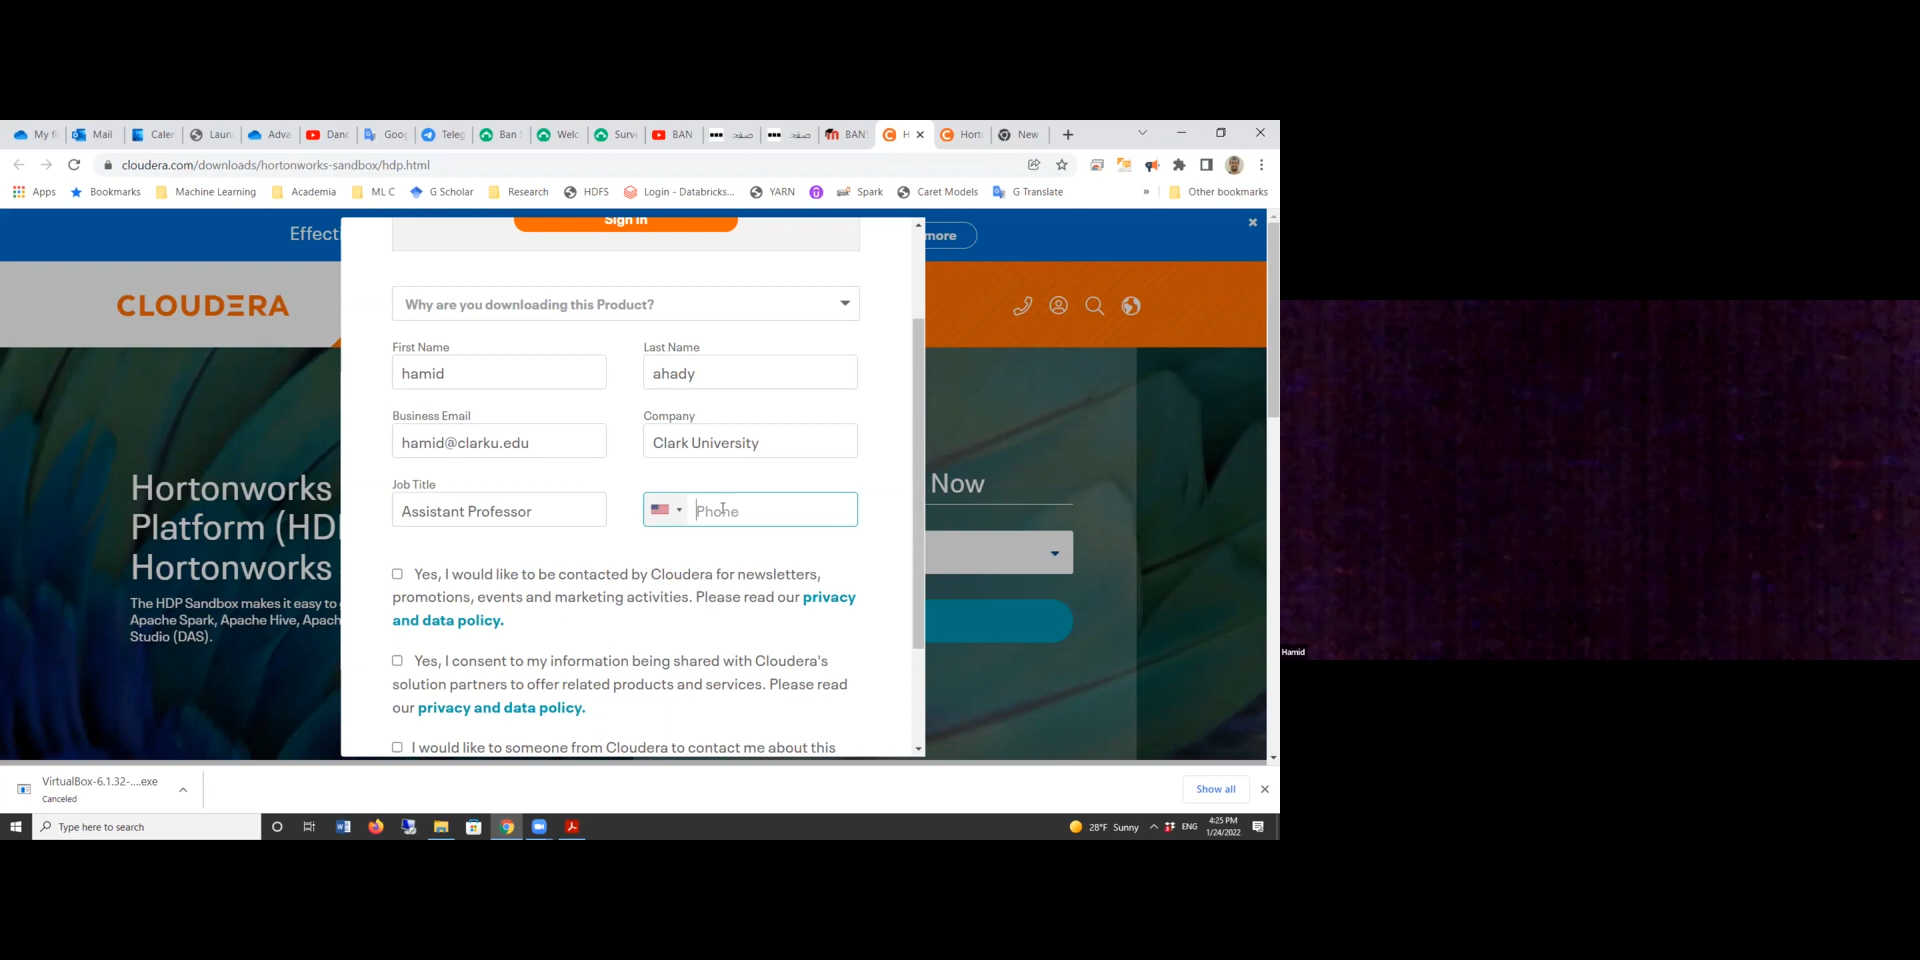 My fi
Mail
Caler
Laun
Adva
Danc
Goog
Teleg
Ban
Welc
Surve
BAN
صفحـ
صفحـ
BAN
H
Horto
New
cloudera.com/downloads/hortonworks-sandbox/hdp.html
Apps
Bookmarks
Machine Learning
Academia
ML C
G Scholar
Research
HDFS
Login - Databricks...
YARN
Spark
Caret Models
G Translate
»
Other bookmarks
Effecti
more
Sign In
CLOUDERA
Why are you downloading this Product?
First Name
Last Name
hamid
ahady
Business Email
Company
hamid@clarku.edu
Clark University
Job Title
Assistant Professor
Phone
Hortonworks
Platform (HD
Hortonworks
Now
The HDP Sandbox makes it easy to
Apache Spark, Apache Hive, Apach
Studio (DAS).
Yes, I would like to be contacted by Cloudera for newsletters,
promotions, events and marketing activities. Please read our privacy
and data policy.
Yes, I consent to my information being shared with Cloudera's
solution partners to offer related products and services. Please read
our privacy and data policy.
I would like to someone from Cloudera to contact me about this
Hamid
VirtualBox-6.1.32-....exe
Canceled
Show all
Type here to search
28°F Sunny
ENG
4:25 PM
1/24/2022